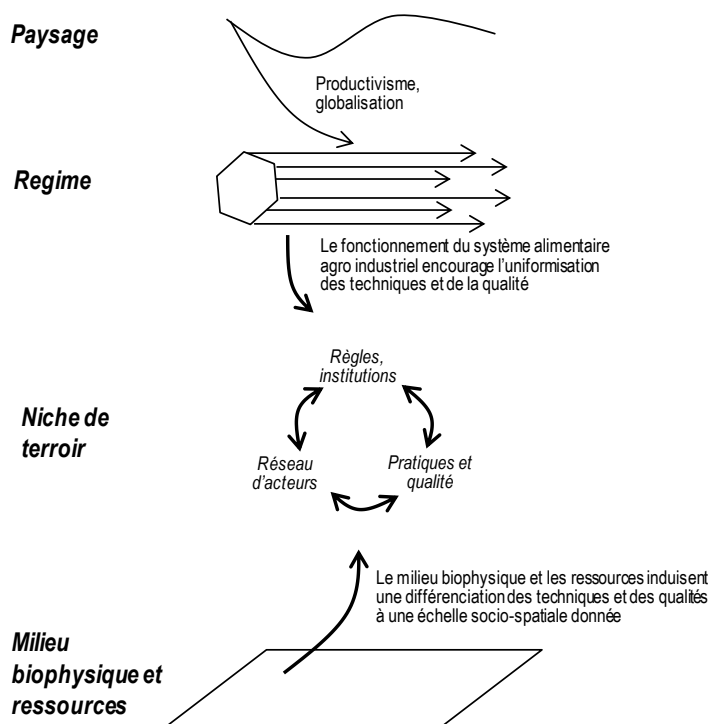 Paysage
Productivisme,
globalisation
Regime
Le fonctionnement du système alimentaire
agro industriel encourage l'uniformisation
des techniques et de la qualité
Règles,
institutions
Niche de
terroir
Réseau
d'acteurs
Pratiques et
qualité
Le milieu biophysique et les ressources induisent
une différenciation des techniques et des qualités
à une échelle socio-spatiale donnée
Milieu
biophysique et
ressources